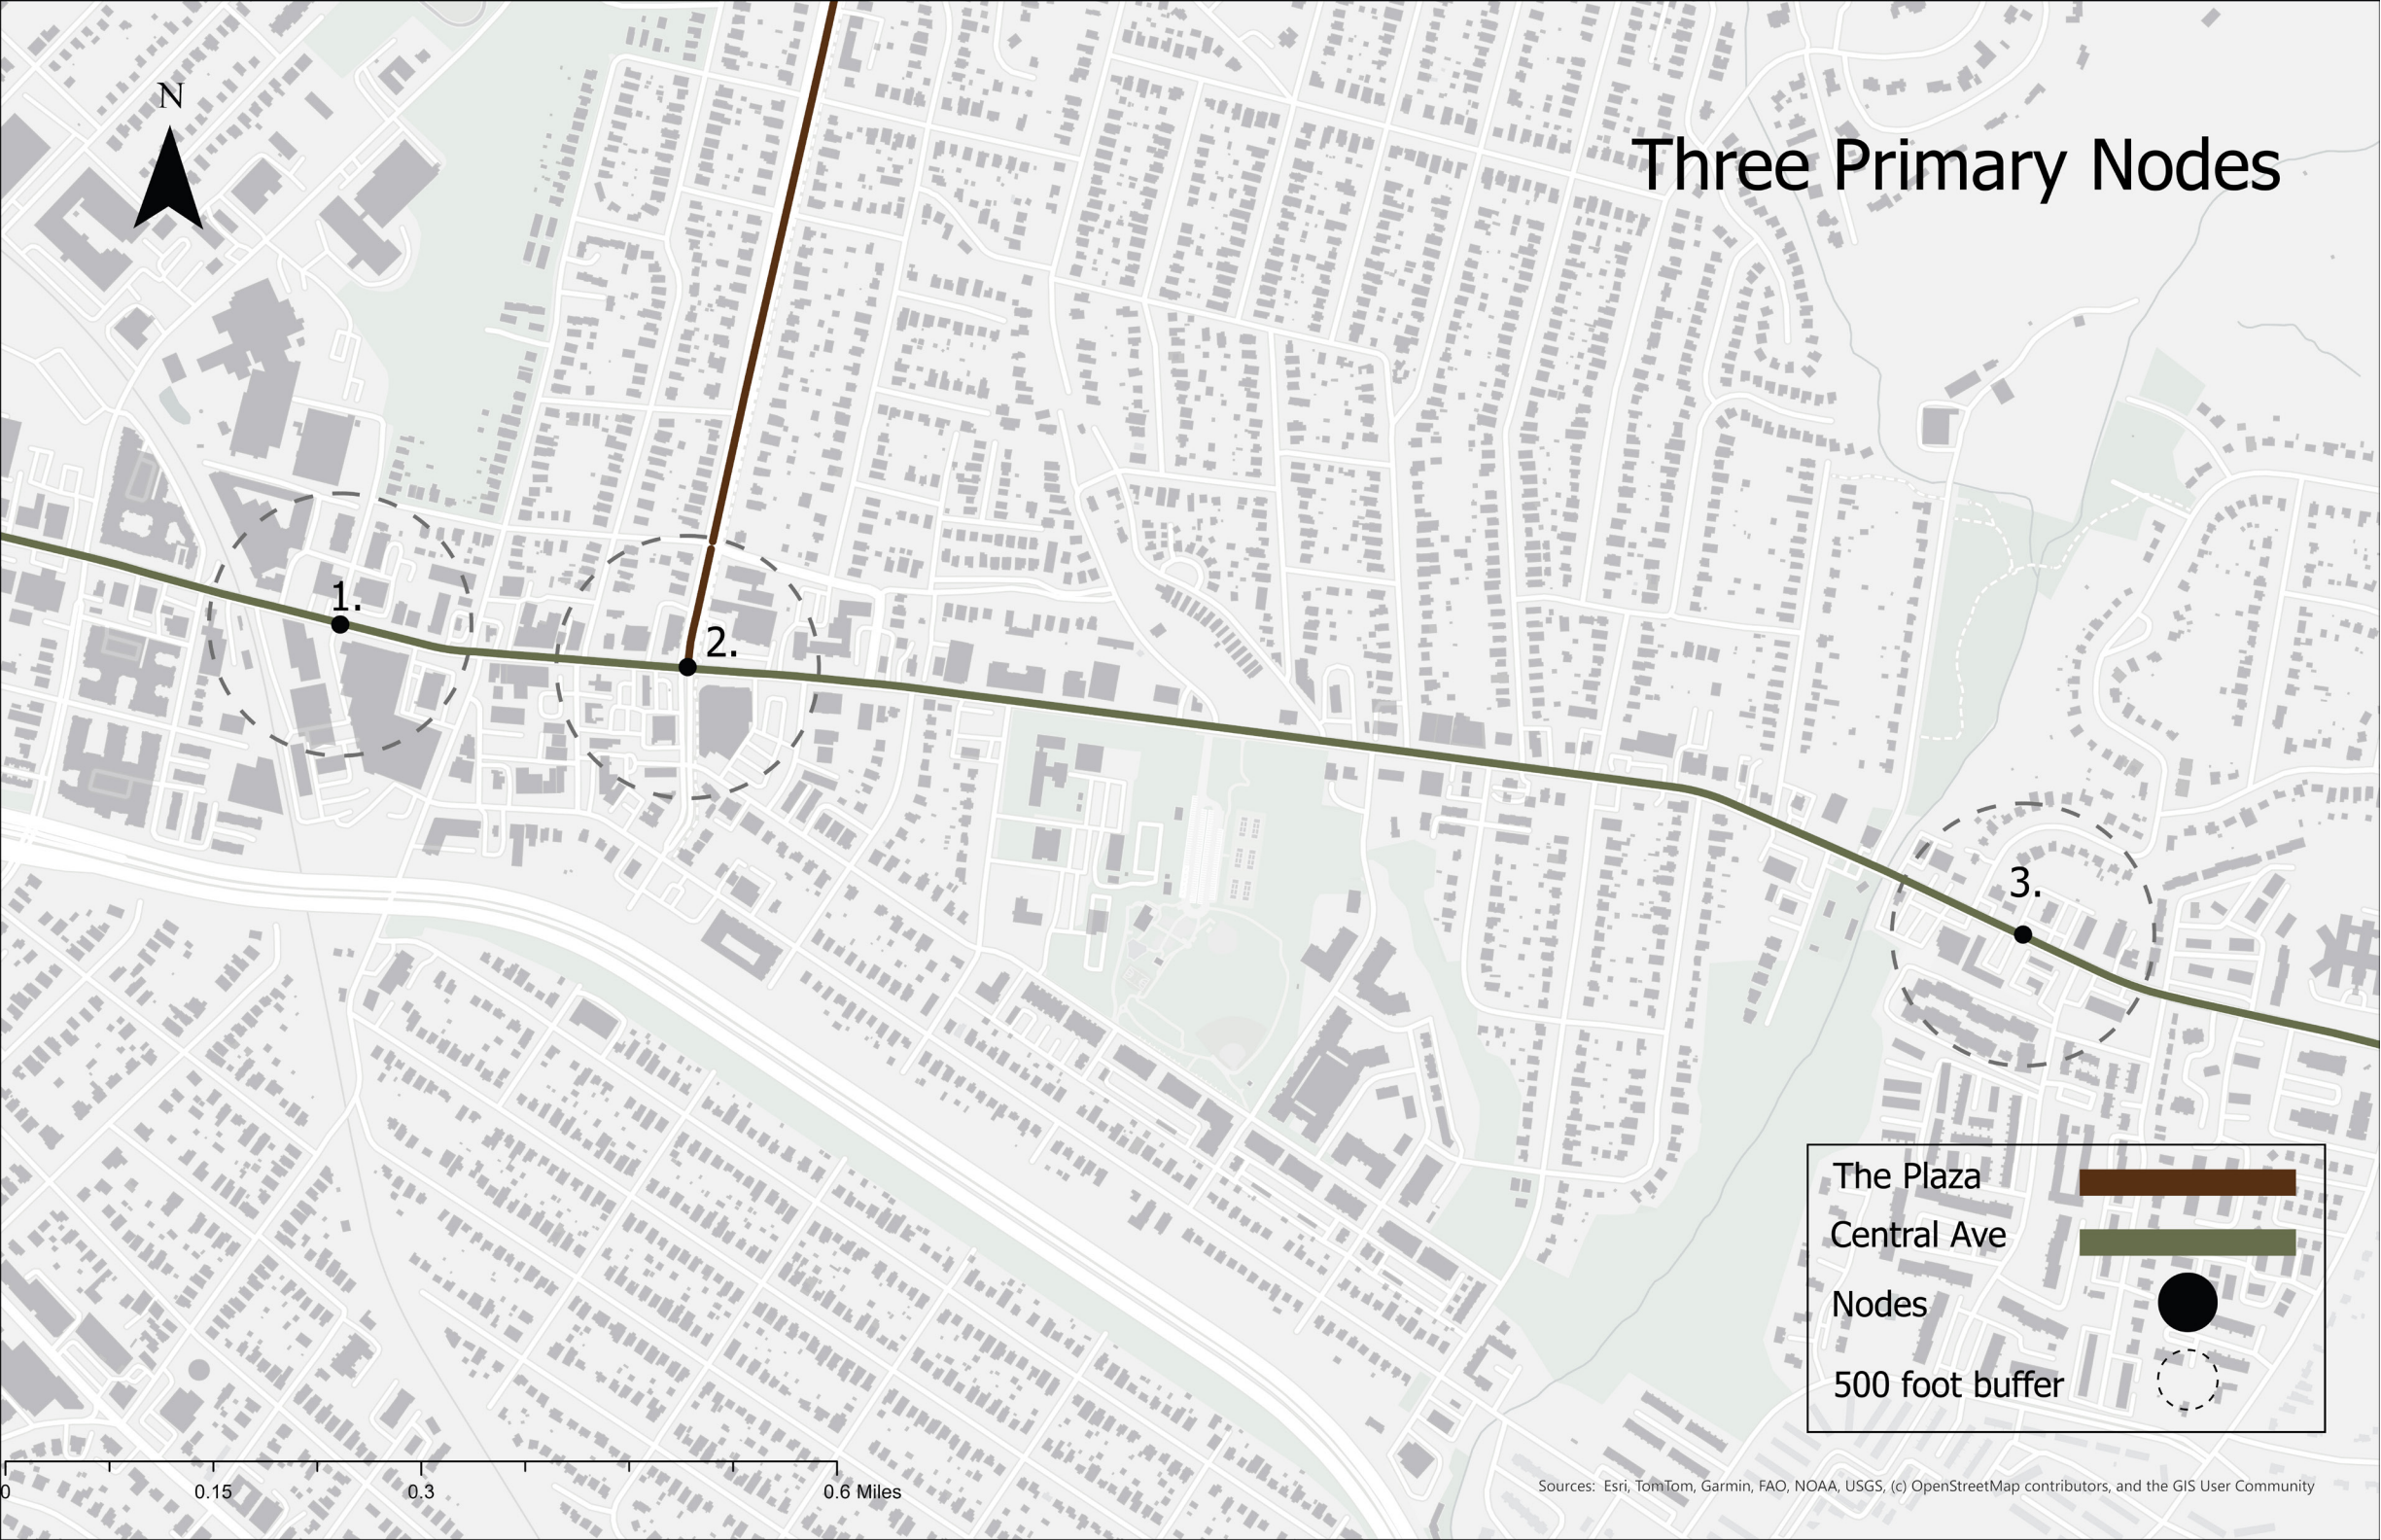 N
Three Primary Nodes
1.
2.
3.
The Plaza
Central Ave
Nodes
500 foot buffer
0 0.15 0.3 0.6 Miles
Sources: Esri, TomTom, Garmin, FAO, NOAA, USGS, (c) OpenStreetMap contributors, and the GIS User Community